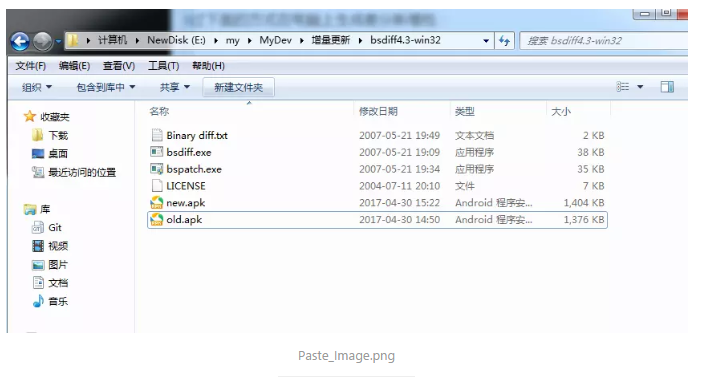 计算机 ▸ NewDisk (E:) ▸ my ▸ MyDev ▸ 增量更新 ▸ bsdiff4.3-win32
搜索 bsdiff4.3-win32
文件(F) 编辑(E) 查看(V) 工具(T) 帮助(H)
组织 包含到库中 共享 新建文件夹
收藏夹
下载
桌面
最近访问的位置
库
Git
视频
图片
文档
音乐
名称 修改日期 类型 大小
Binary diff.txt 2007-05-21 19:49 文本文档 2 KB
bsdiff.exe 2007-05-21 19:09 应用程序 38 KB
bspatch.exe 2007-05-21 19:34 应用程序 35 KB
LICENSE 2004-07-11 20:10 文件 7 KB
new.apk 2017-04-30 15:22 Android 程序安... 1,404 KB
old.apk 2017-04-30 14:50 Android 程序安... 1,376 KB
Paste_Image.png